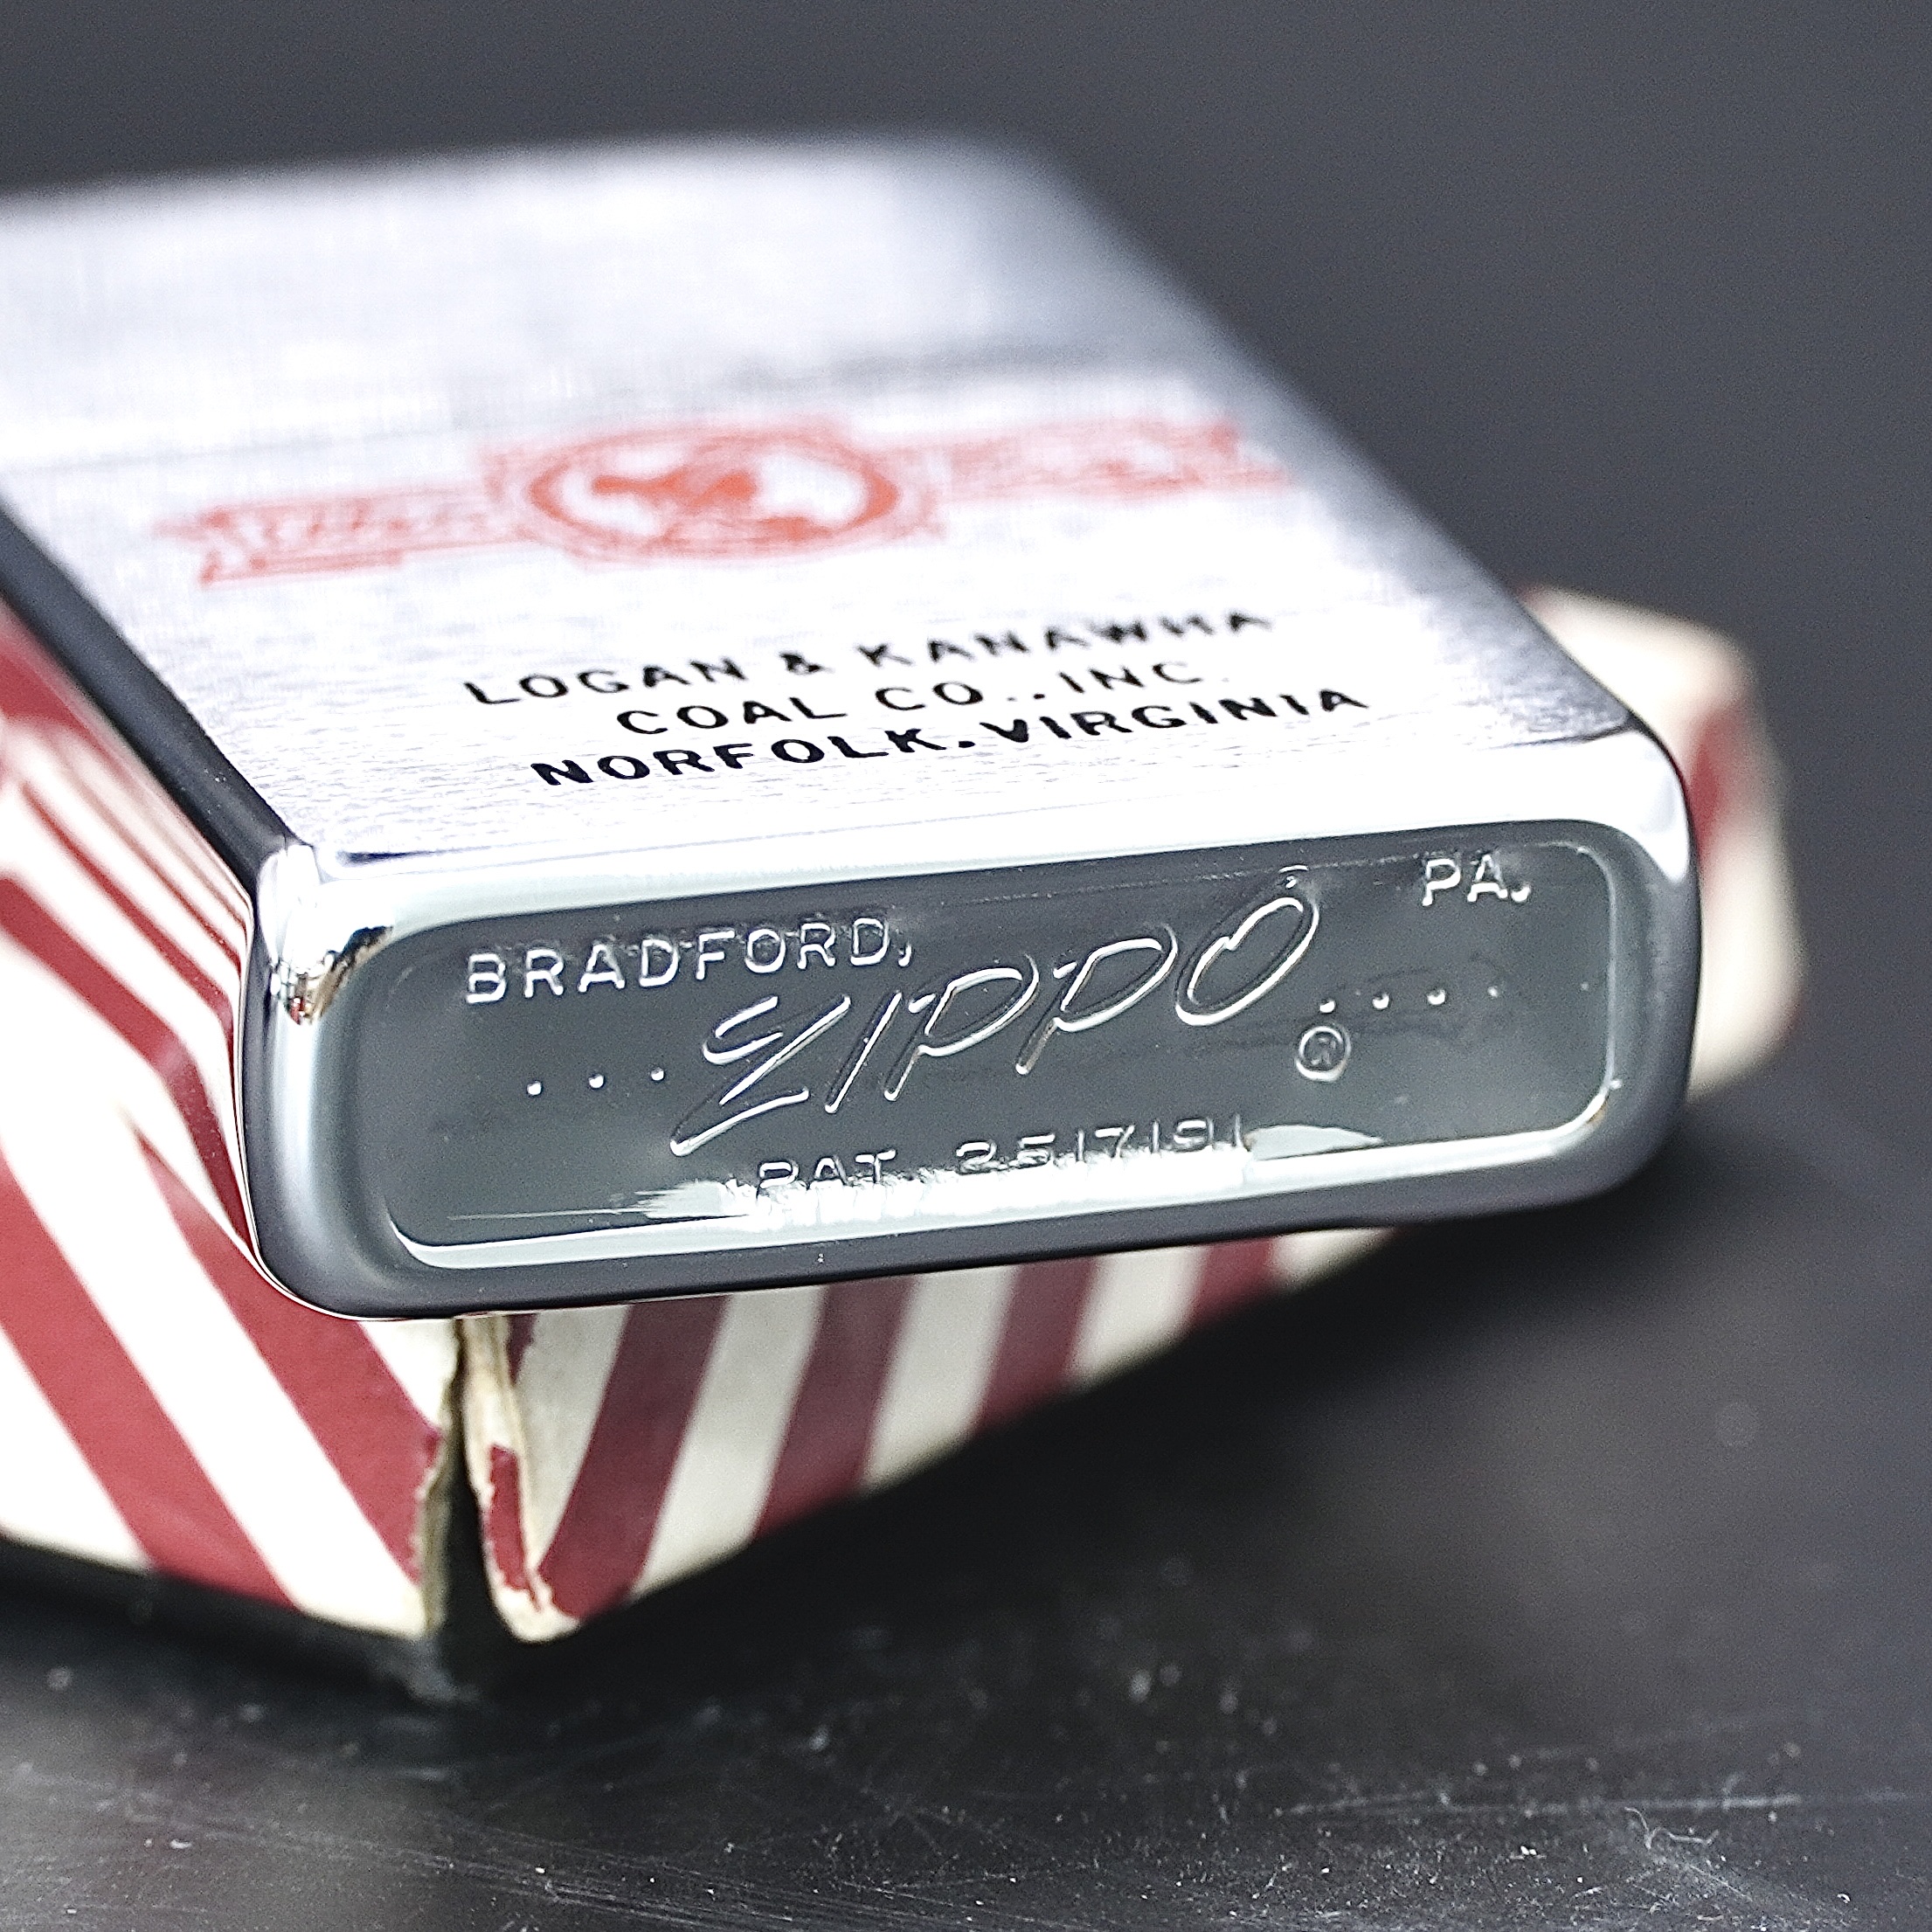 LOGAN & KANAWHA
COAL CO., INC.
NORFOLK, VIRGINIA
BRADFORD, PA.
ZIPPO
®
PAT. 2517191